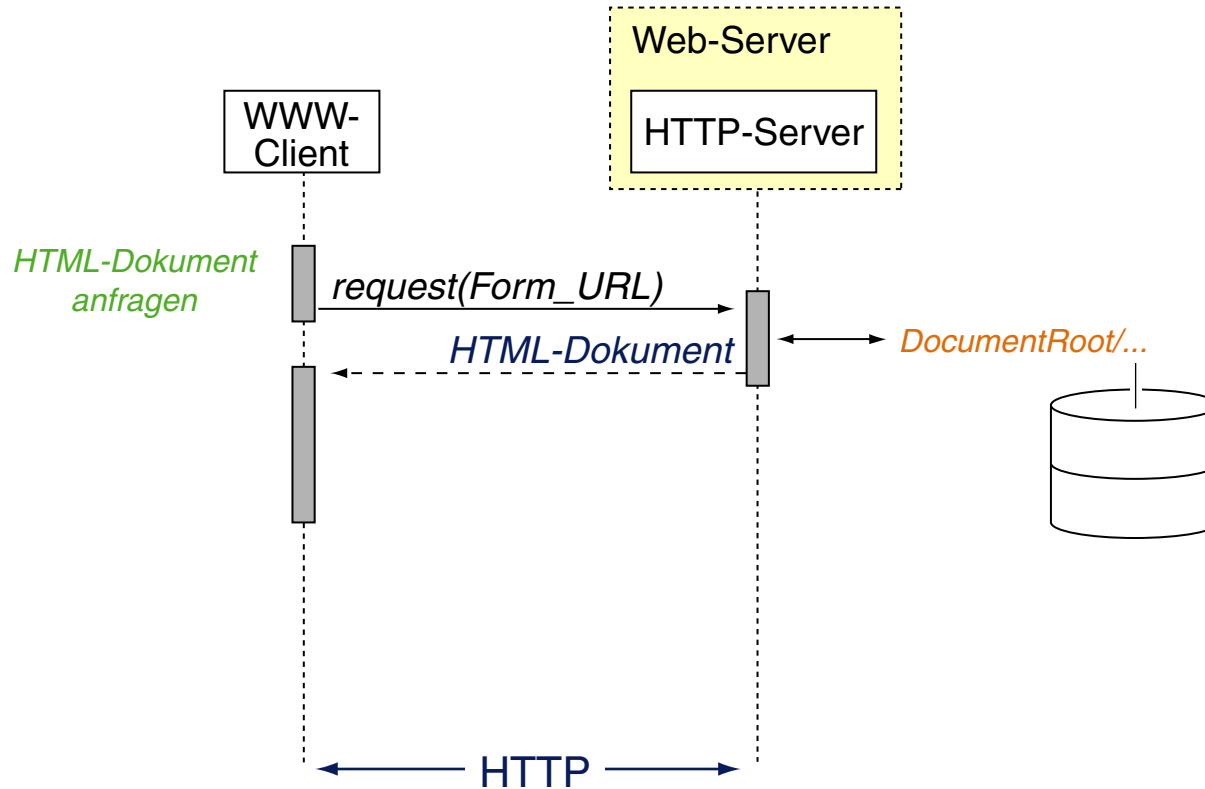 Web-Server
WWW-
Client
HTTP-Server
HTML-Dokument
anfragen
request(Form_URL)
HTML-Dokument
DocumentRoot/...
HTTP